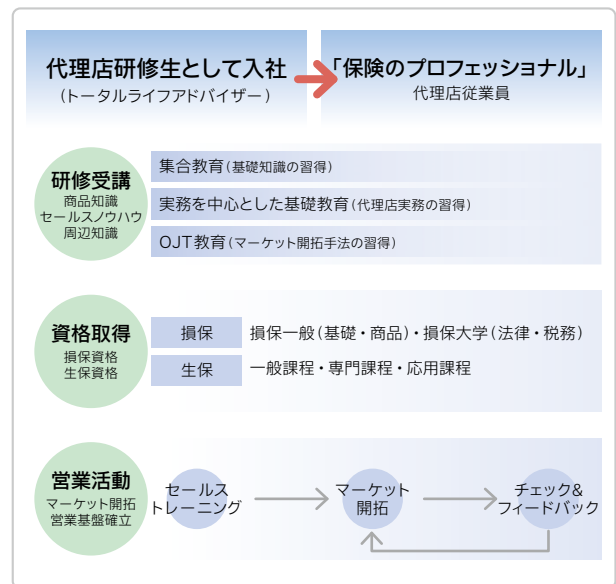 代理店研修生として入社
(トータルライフアドバイザー)
「保険のプロフェッショナル」
代理店従業員
研修受講
商品知識
セールスノウハウ
周辺知識
集合教育(基礎知識の習得)
実務を中心とした基礎教育(代理店実務の習得)
OJT教育(マーケット開拓手法の習得)
資格取得
損保資格
生保資格
損保
損保一般(基礎・商品)・損保大学(法律・税務)
生保
一般課程・専門課程・応用課程
営業活動
マーケット開拓
営業基盤確立
セールス
トレーニング
マーケット
開拓
チェック&
フィードバック